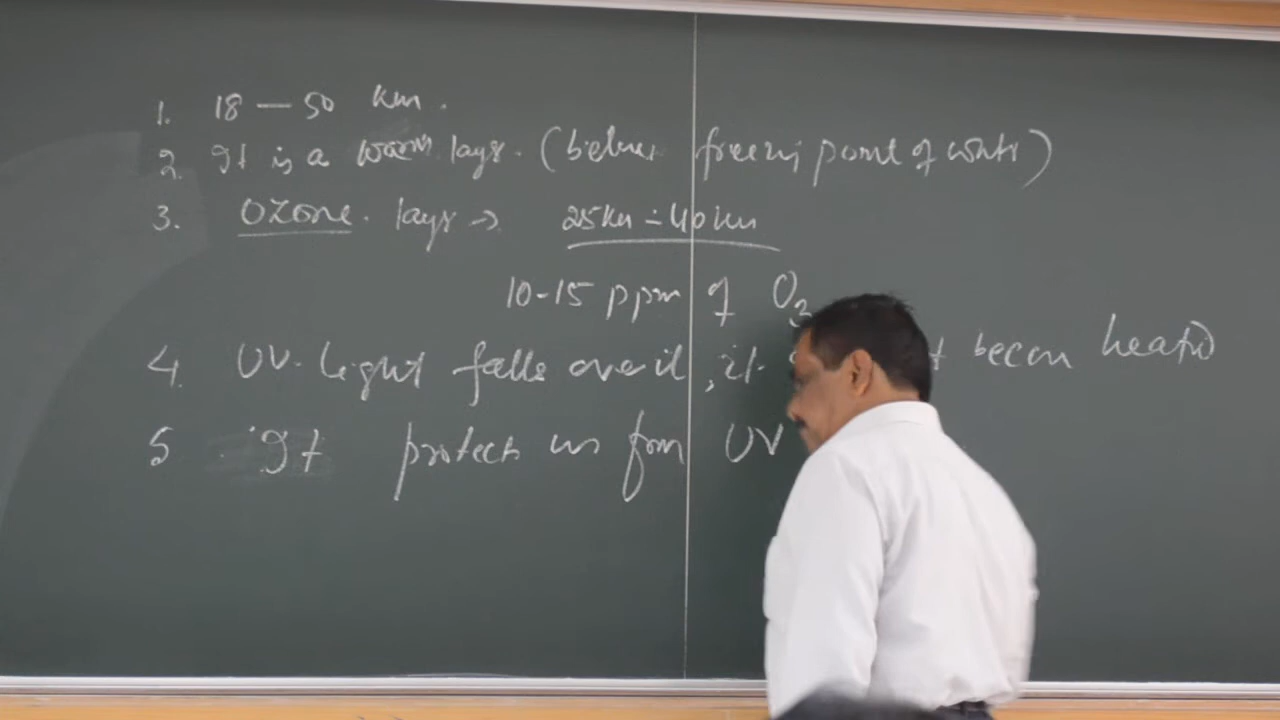 1. 18 — 50 km.
2. It is a warm layer. (below freezing point of water)
3. Ozone. layer → 25km - 40km
10-15 ppm of O3
4. UV- light falls over it, it becom heated
5 It protects us from UV